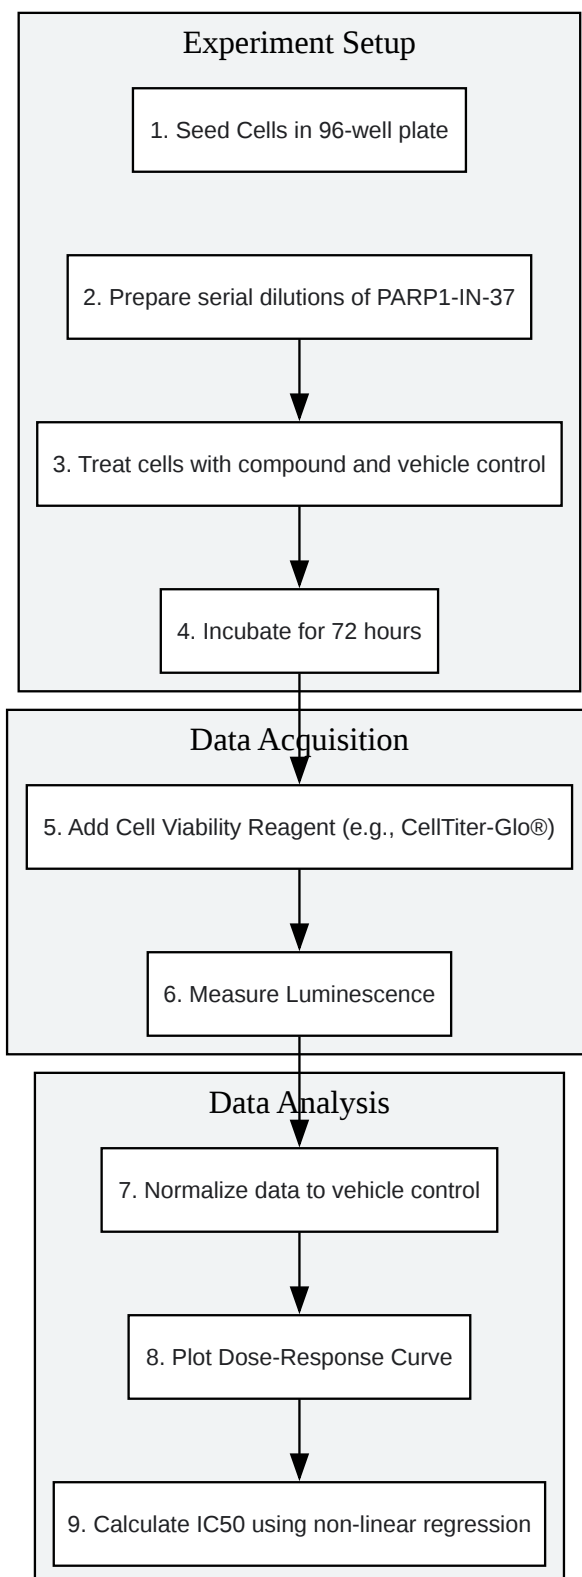 Experiment Setup
1. Seed Cells in 96-well plate
2. Prepare serial dilutions of PARP1-IN-37
3. Treat cells with compound and vehicle control
4. Incubate for 72 hours
Data Acquisition
5. Add Cell Viability Reagent (e.g., CellTiter-Glo®)
6. Measure Luminescence
Data Analysis
7. Normalize data to vehicle control
8. Plot Dose-Response Curve
9. Calculate IC50 using non-linear regression